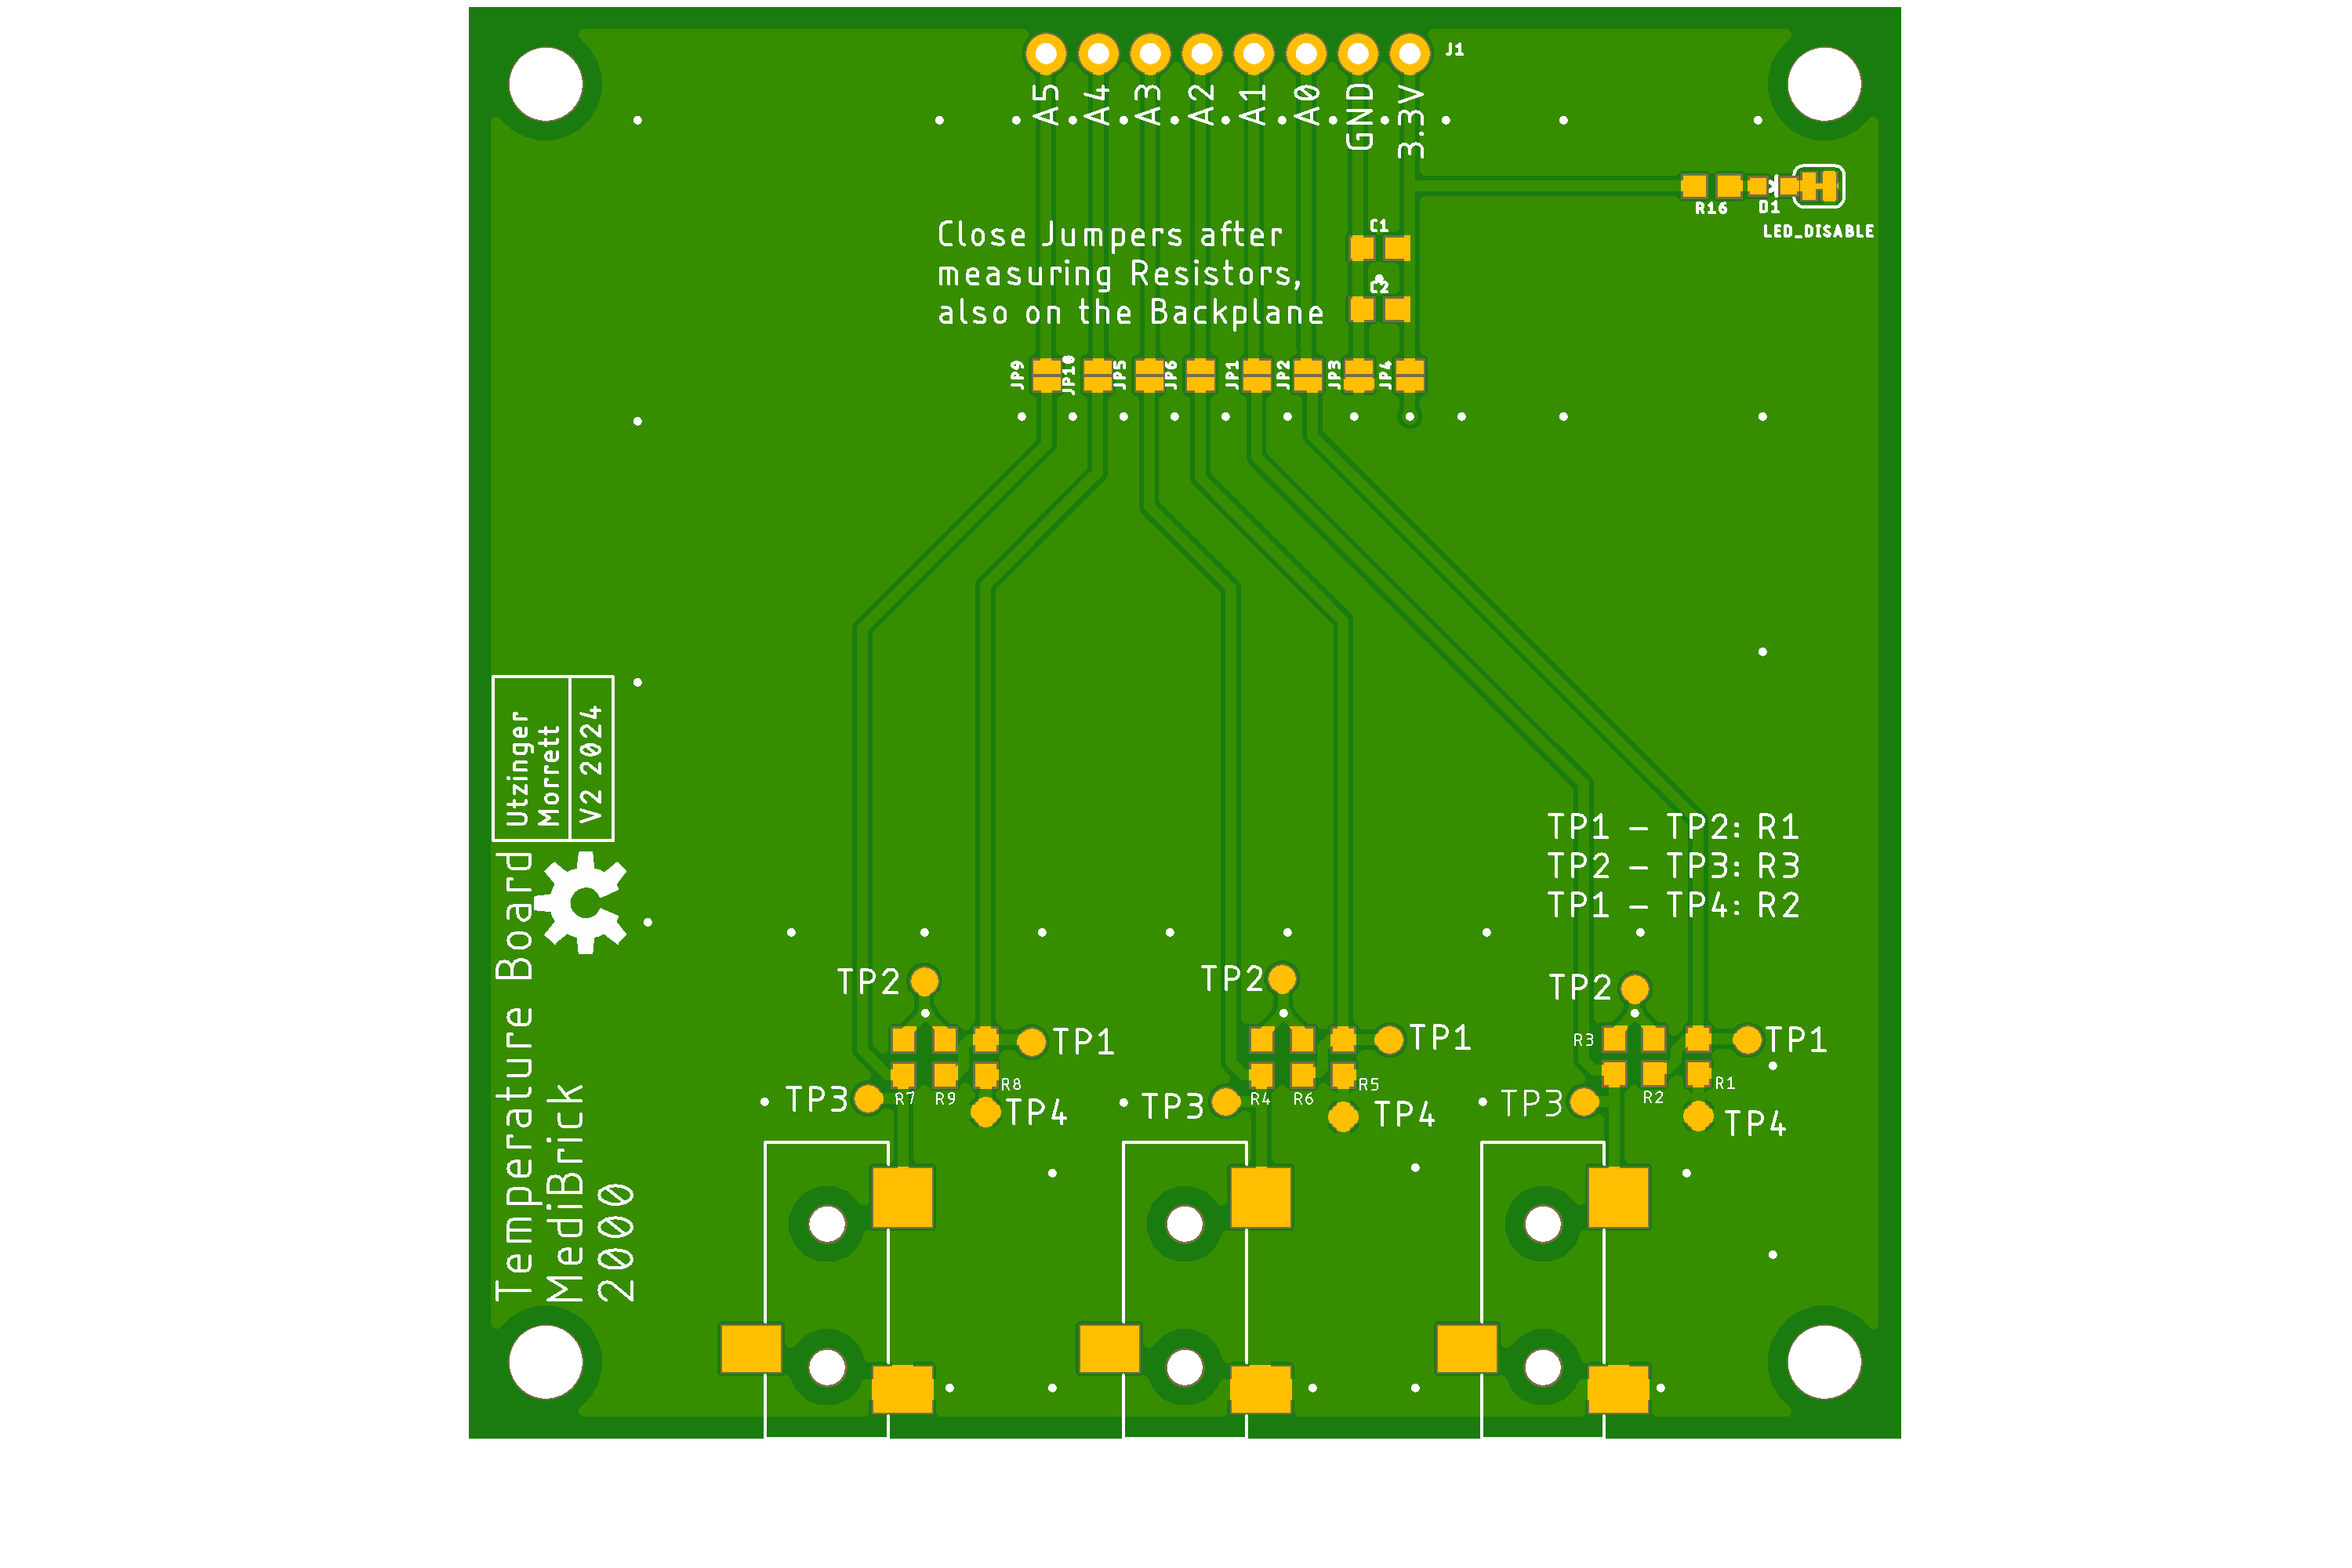 J1
A5 A4 A3 A2 A1 A0 GND 3.3V
R16 D1
LED_DISABLE
C1
Close Jumpers after
measuring Resistors,
also on the Backplane
C2
JP9 JP10 JP5 JP6 JP1 JP2 JP3 JP4
Utzinger
Morrett
V2 2024
TP1 - TP2: R1
TP2 - TP3: R3
TP1 - TP4: R2
Temperature Board
MediBrick
2000
TP2 TP2 TP2
TP1 TP1 R3 TP1
R8 R5 R1
TP3 R7 R9 TP4 TP3 R4 R6 TP4 TP3 R2 TP4